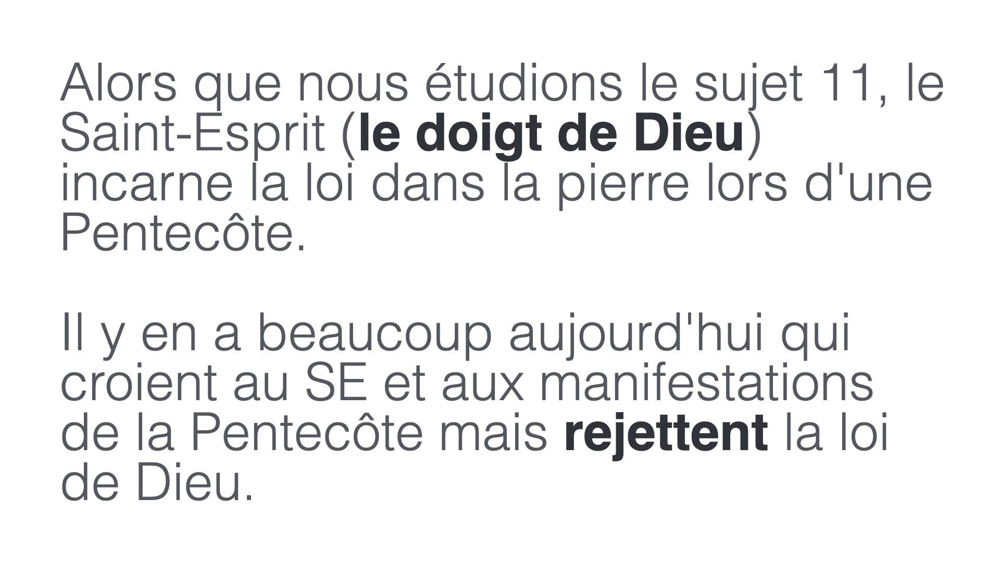 Alors que nous étudions le sujet 11, le
Saint-Esprit (le doigt de Dieu)
incarne la loi dans la pierre lors d'une
Pentecôte.
Il y en a beaucoup aujourd'hui qui
croient au SE et aux manifestations
de la Pentecôte mais rejettent la loi
de Dieu.